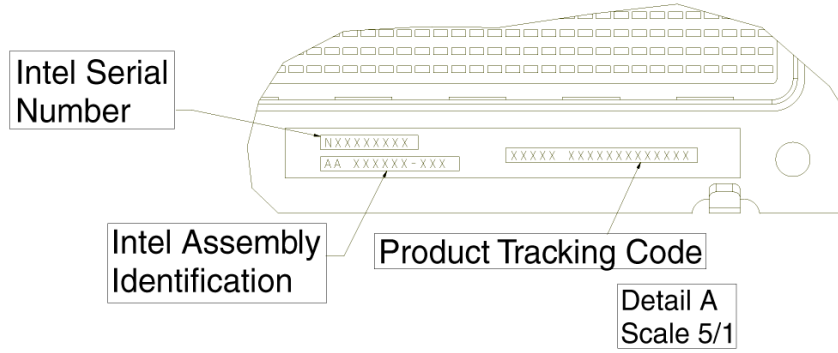 Intel Serial
Number
NXXXXXXXX
AA XXXXXX-XXX
XXXXX XXXXXXXXXXXXX
Intel Assembly
Identification
Product Tracking Code
Detail A
Scale 5/1